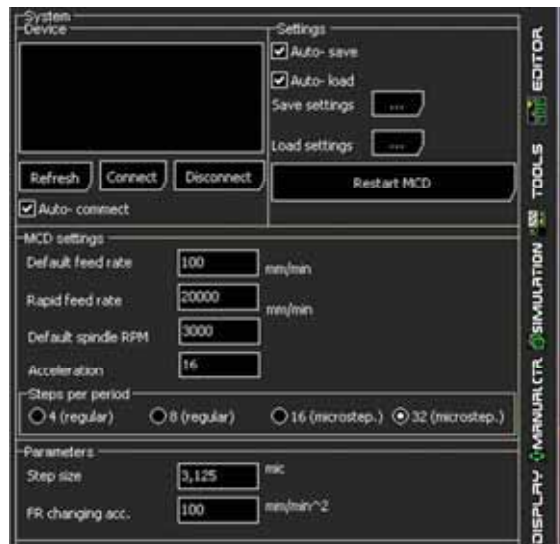 System
Device
Settings
Auto- save
Auto- load
Save settings ...
Load settings ...
Refresh Connect Disconnect
Restart MCD
Auto- commect
MCD settings
Default feed rate 100 mm/min
Rapid feed rate 20000 mm/min
Default spindle RPM 3000
Acceleration 16
Steps per period
4 (regular) 8 (regular) 16 (microstep.) 32 (microstep.)
Parameters
Step size 3,125 mic
FR changing acc. 100 mm/min^2
EDITOR
TOOLS
SIMULATION
MANUAL CTR
DISPLAY